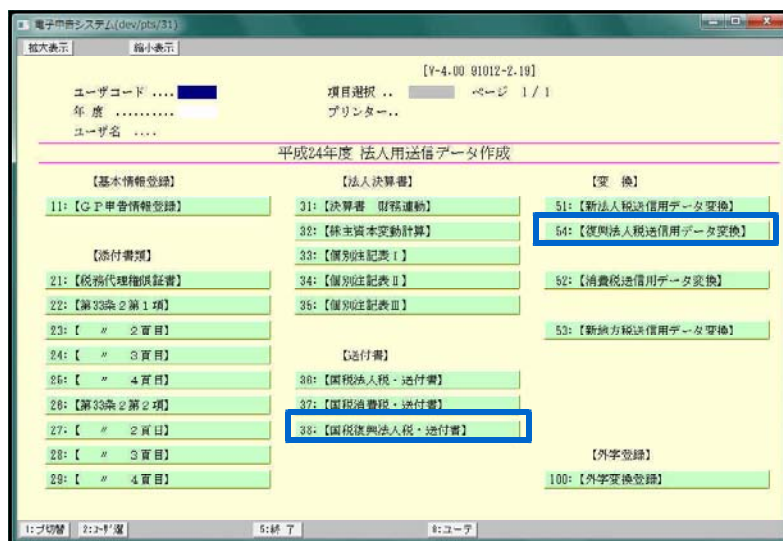 電子申告システム(dev/pts/31)
拡大表示 縮小表示
[V-4.00 91012-2.19]
ユーザコード .... 項目選択 .. ページ 1 / 1
年 度 .......... プリンター..
ユーザ名 ....
平成24年度 法人用送信データ作成
【基本情報登録】
11:【GP申告情報登録】
【添付書類】
21:【税務代理権限証書】
22:【第33条2第1項】
23:【 〃 2頁目】
24:【 〃 3頁目】
25:【 〃 4頁目】
26:【第33条2第2項】
27:【 〃 2頁目】
28:【 〃 3頁目】
29:【 〃 4頁目】
【法人決算書】
31:【決算書 財務連動】
32:【株主資本変動計算】
33:【個別注記表Ⅰ】
34:【個別注記表Ⅱ】
35:【個別注記表Ⅲ】
【送付書】
36:【国税法人税・送付書】
37:【国税消費税・送付書】
38:【国税復興法人税・送付書】
【変 換】
51:【新法人税送信用データ変換】
54:【復興法人税送信用データ変換】
52:【消費税送信用データ変換】
53:【新地方税送信用データ変換】
【外字登録】
100:【外字変換登録】
1:プ切替 2:ユーザ選 5:終 了 8:ユーテ